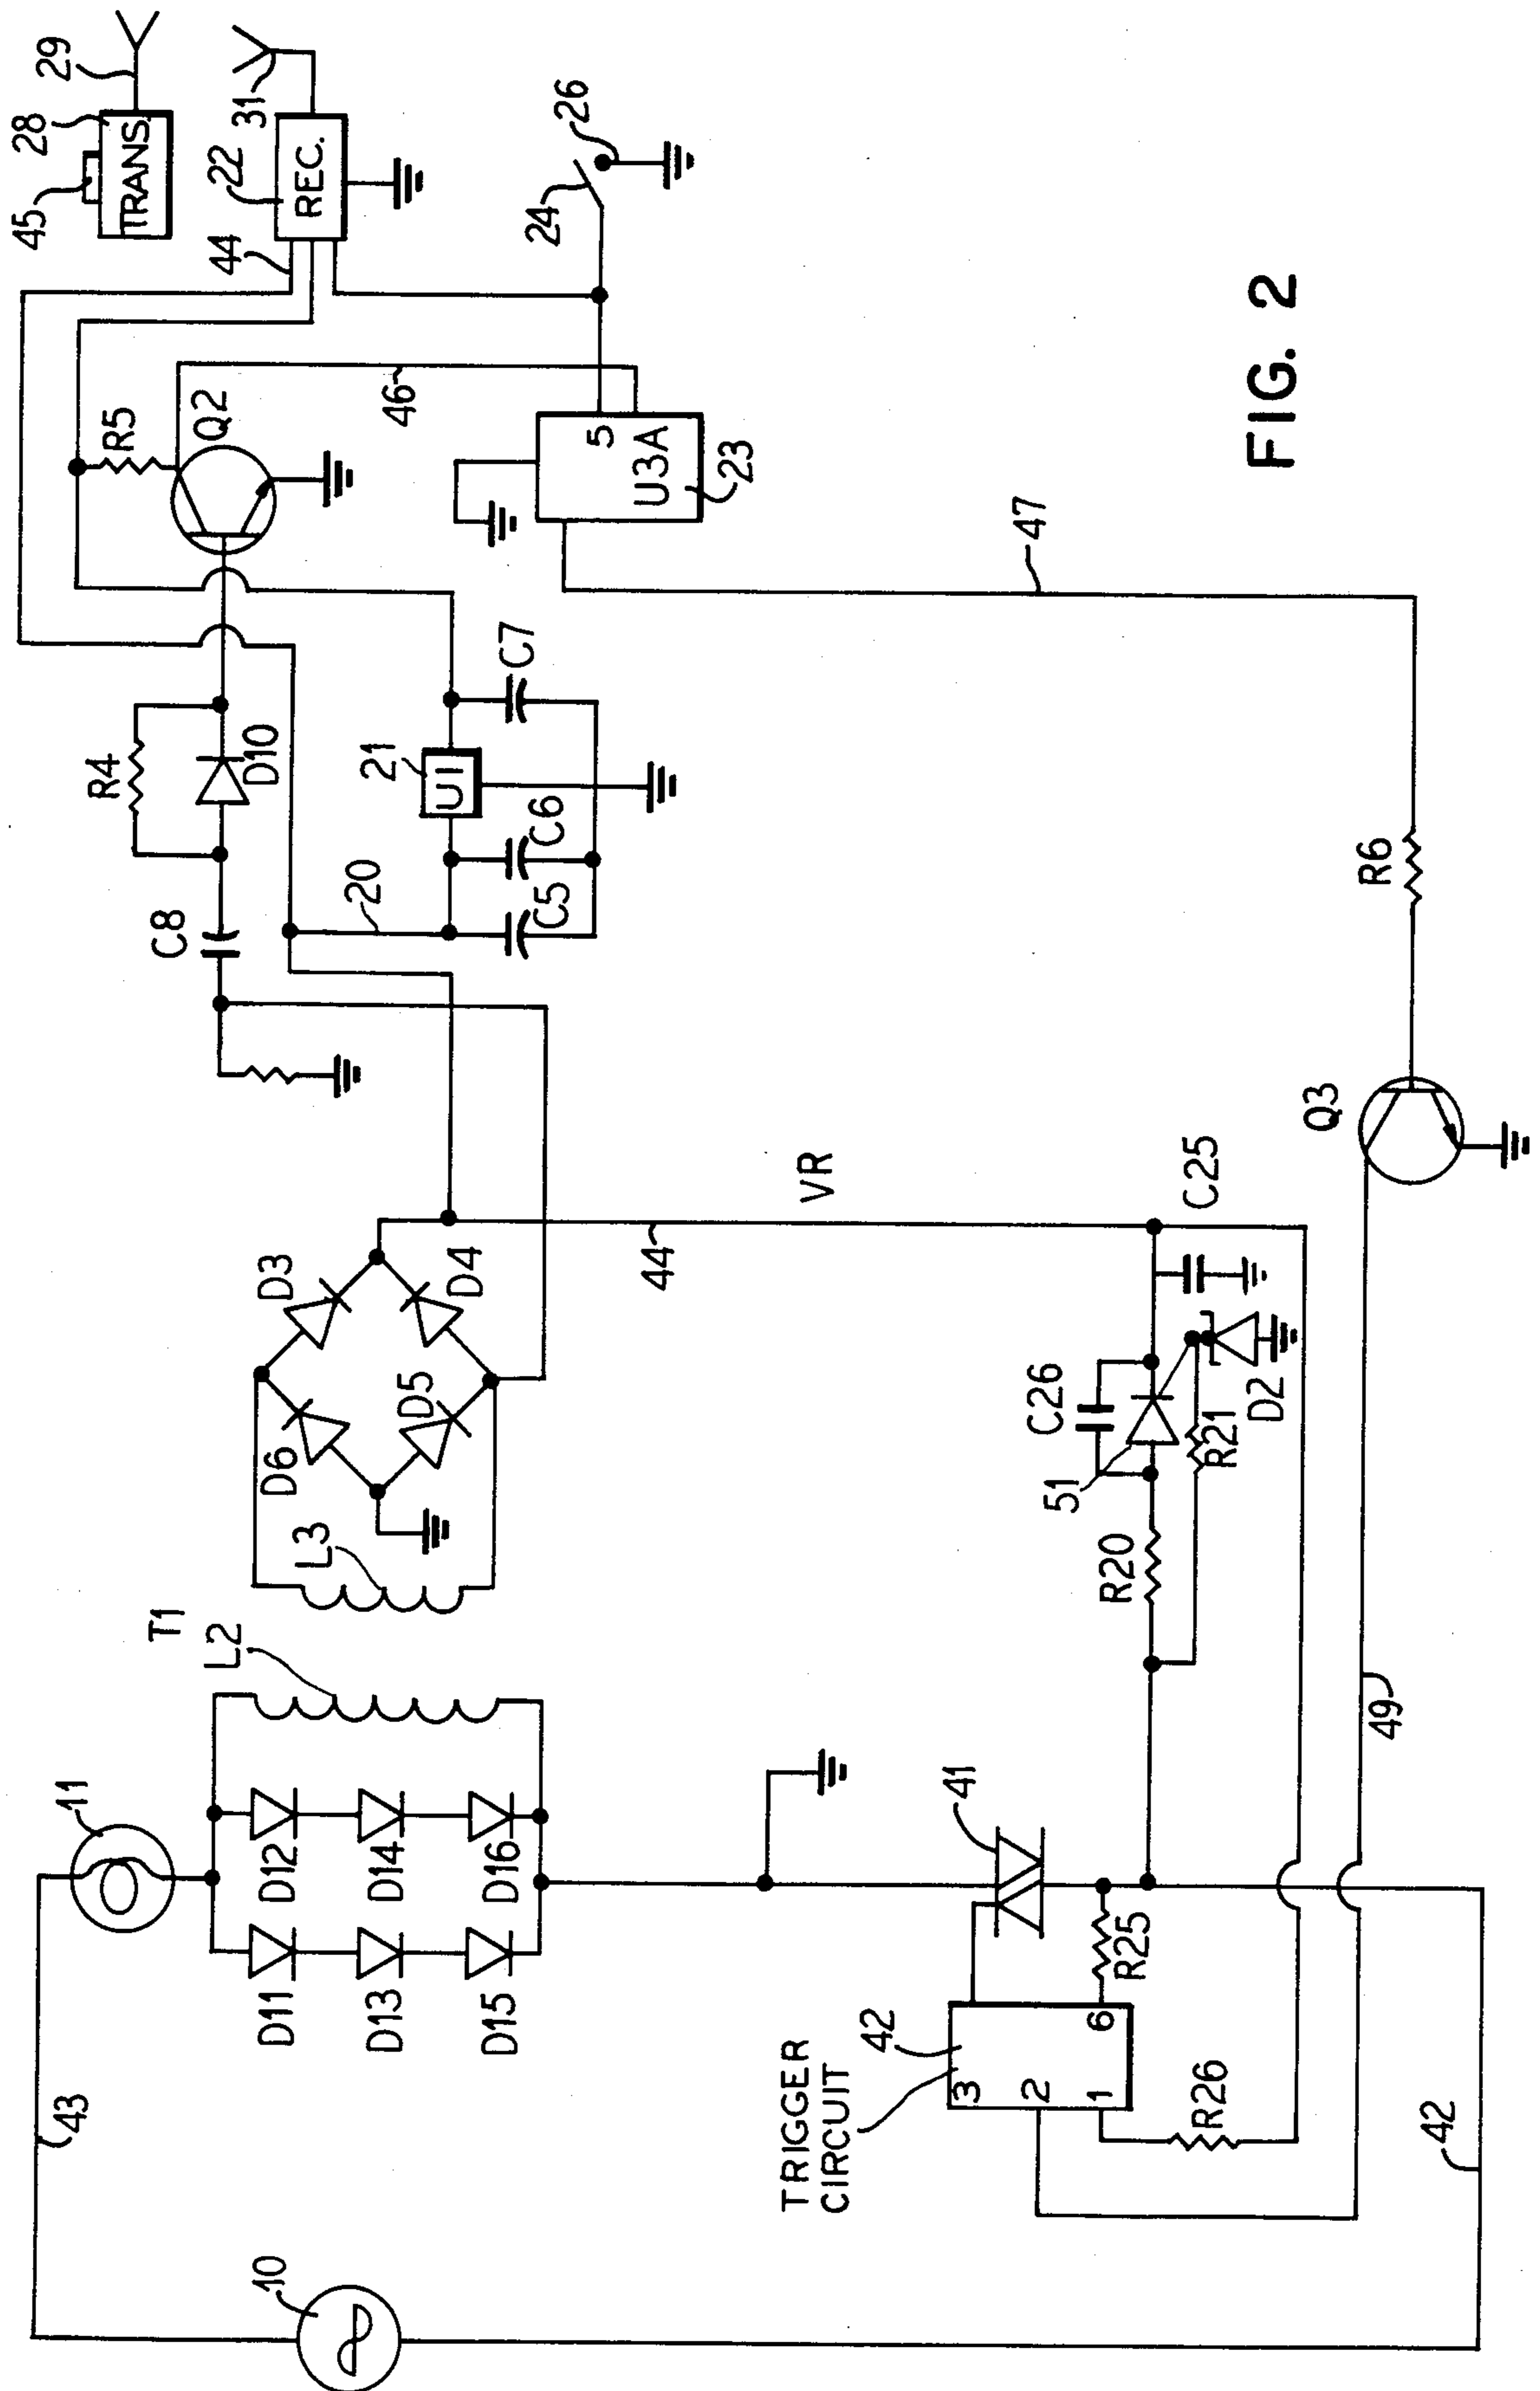 43
10
11
T1
L2
L3
D11
D12
D13
D14
D15
D16
D6
D3
D5
D4
C8
R4
D10
R5
Q2
46
44
45
28
TRANS.
29
22
REC.
31
20
21
U1
C5
C6
C7
24
26
5
U3A
23
47
44
VR
TRIGGER
CIRCUIT
42
3
2
1
6
R25
R26
41
R20
51
C26
R21
D2
C25
49
Q3
R6
42
FIG. 2